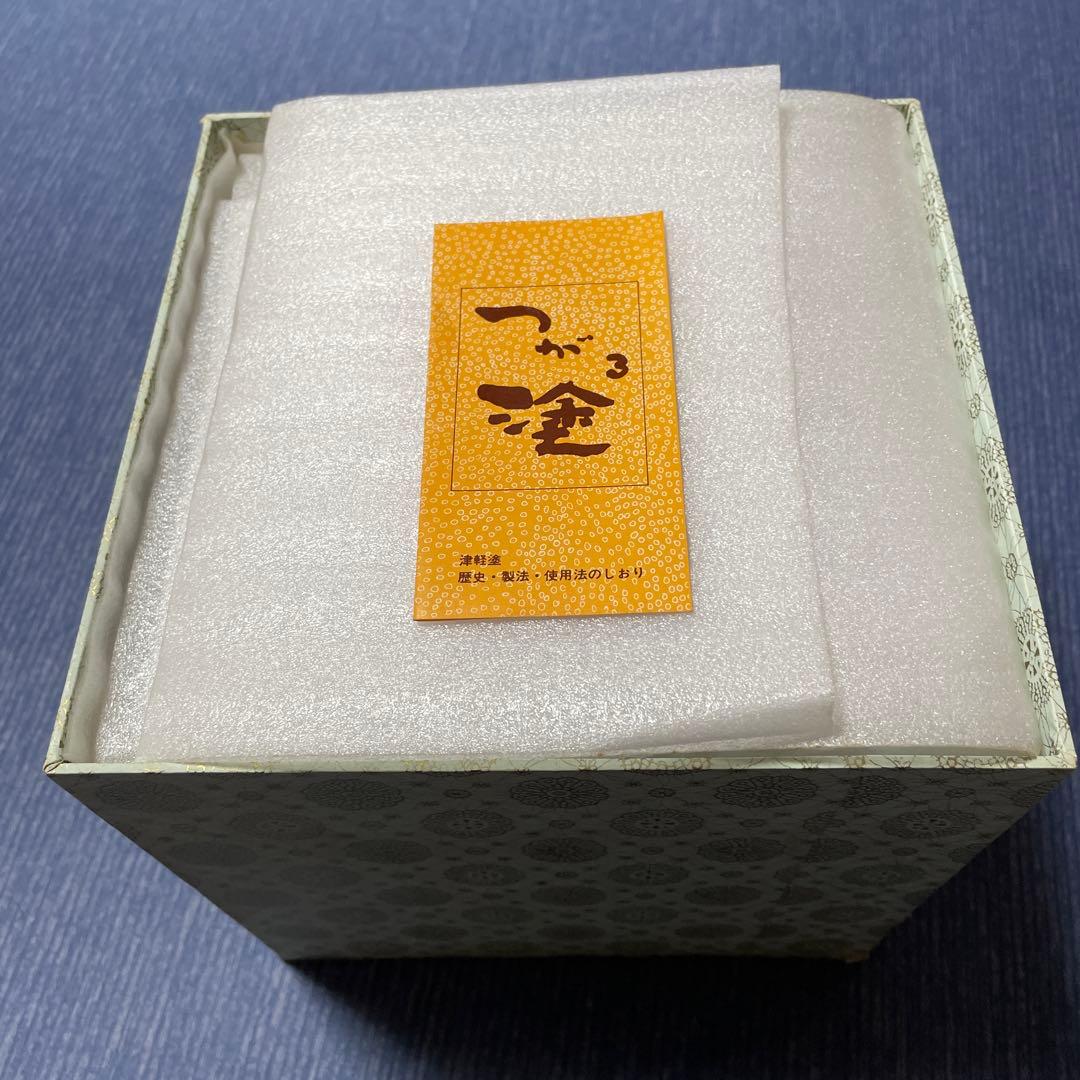 つがる
塗
津軽塗
歴史・製法・使用法のしおり